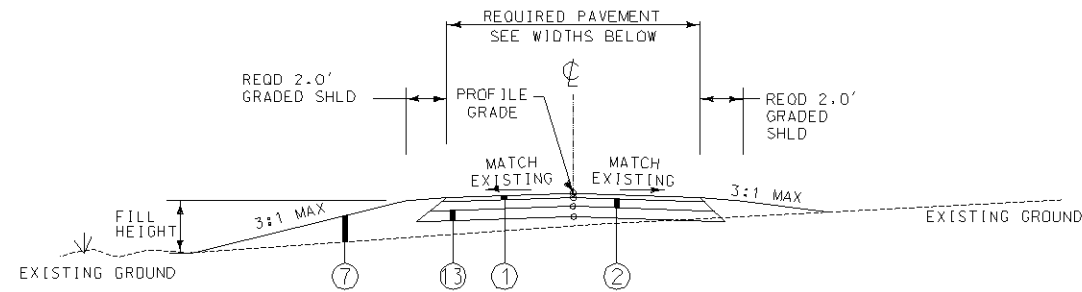 REQUIRED PAVEMENT
SEE WIDTHS BELOW
REQD 2.0'
GRADED SHLD
PROFILE
GRADE
℄
REQD 2.0'
GRADED
SHLD
MATCH
EXISTING
MATCH
EXISTING
3:1 MAX
3:1 MAX
FILL
HEIGHT
EXISTING GROUND
EXISTING GROUND
7
13
1
2